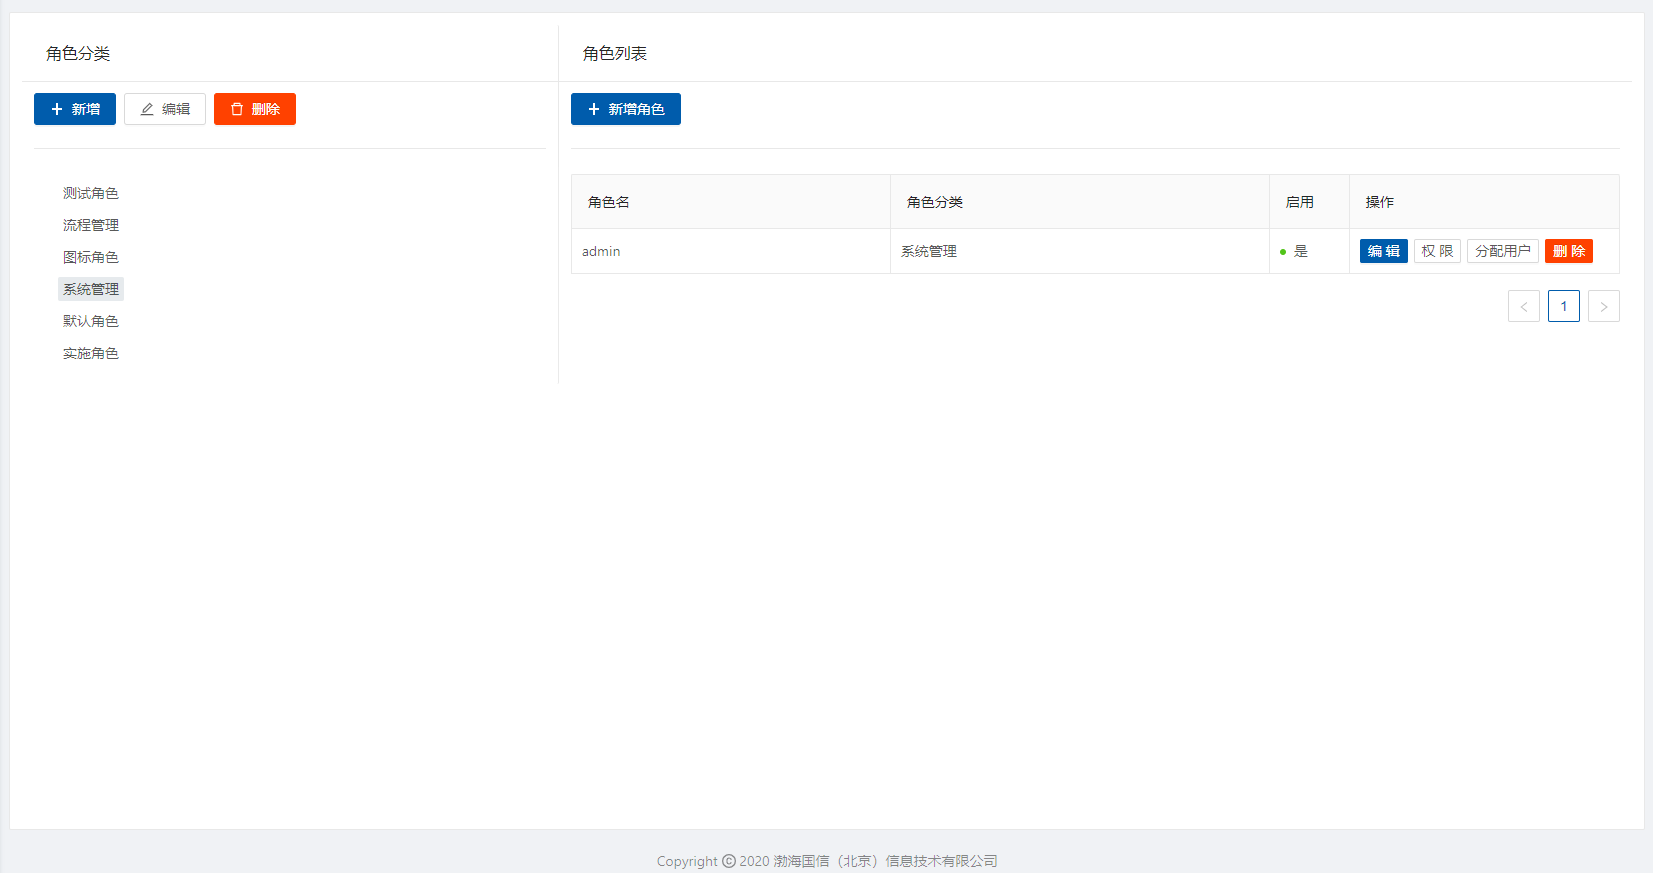 角色分类
新增 编辑 删除
测试角色
流程管理
图标角色
系统管理
默认角色
实施角色
角色列表
新增角色
角色名 角色分类 启用 操作
admin 系统管理 是 编辑 权限 分配用户 删除
< 1 >
Copyright © 2020 渤海国信（北京）信息技术有限公司